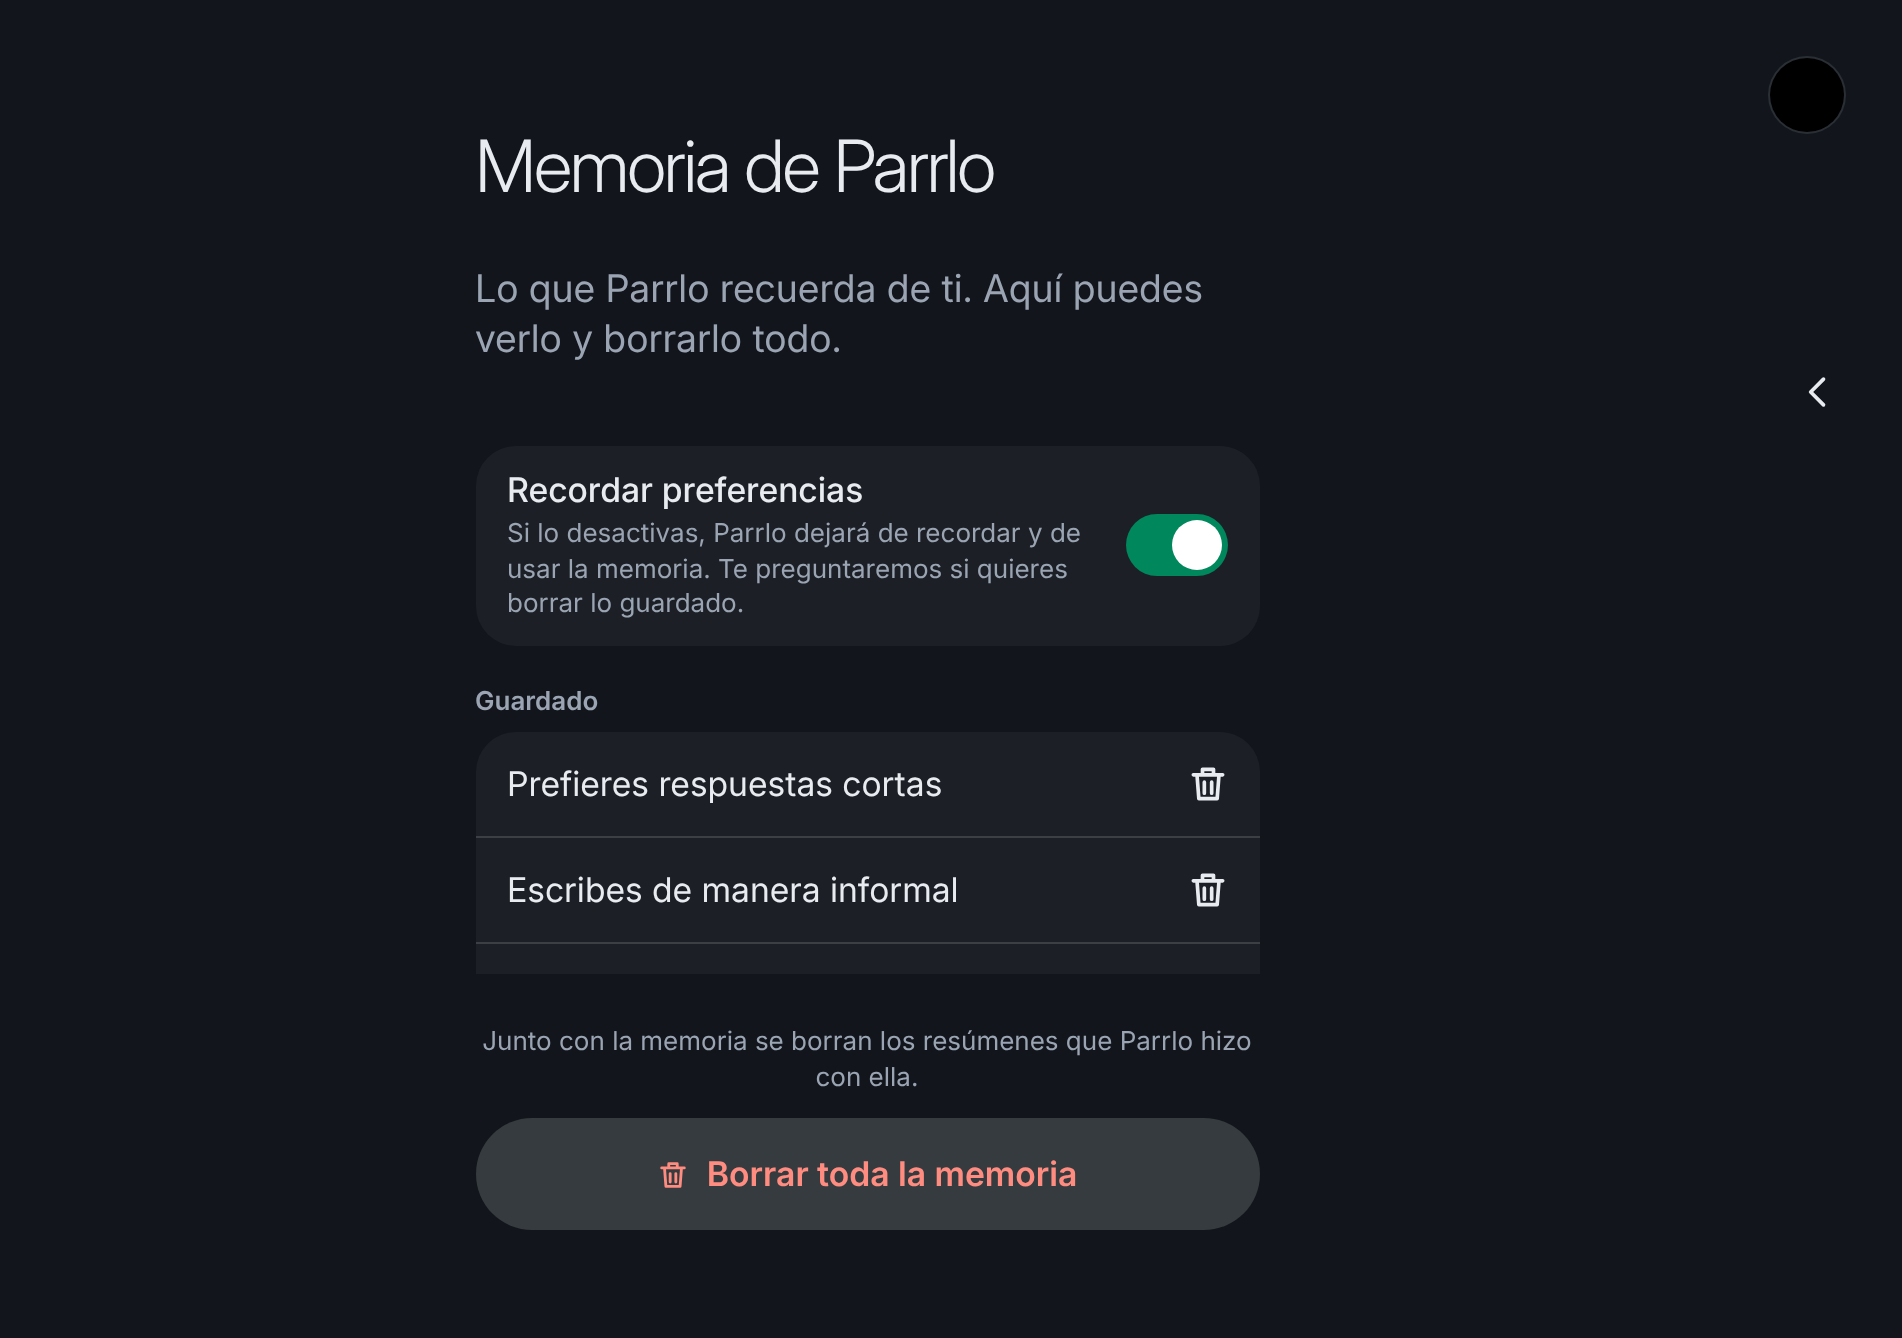 Memoria de Parrlo
Lo que Parrlo recuerda de ti. Aquí puedes
verlo y borrarlo todo.
Recordar preferencias
Si lo desactivas, Parrlo dejará de recordar y de
usar la memoria. Te preguntaremos si quieres
borrar lo guardado.
Guardado
Prefieres respuestas cortas
Escribes de manera informal
Junto con la memoria se borran los resúmenes que Parrlo hizo
con ella.
Borrar toda la memoria